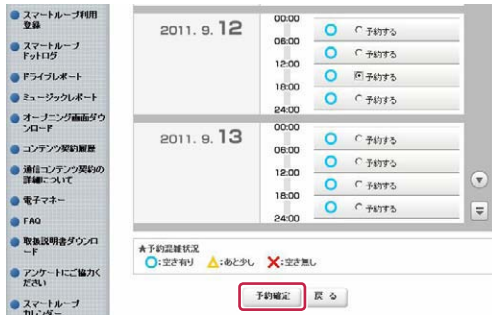 スマートループ利用
登録
スマートループ
ドットログ
ドライブレポート
ミュージックレポート
オープニング画面ダウ
ンロード
コンテンツ契約履歴
通信コンテンツ契約の
詳細について
電子マネー
FAQ
取扱説明書ダウンロ
ード
アンケートにご協力く
ださい
スマートループ
カレンダー
2011. 9. 12
00:00
予約する
06:00
予約する
12:00
予約する
18:00
予約する
24:00
2011. 9. 13
00:00
予約する
06:00
予約する
12:00
予約する
18:00
予約する
24:00
★予約混雑状況
:空き有り :あと少し :空き無し
予約確定 戻る